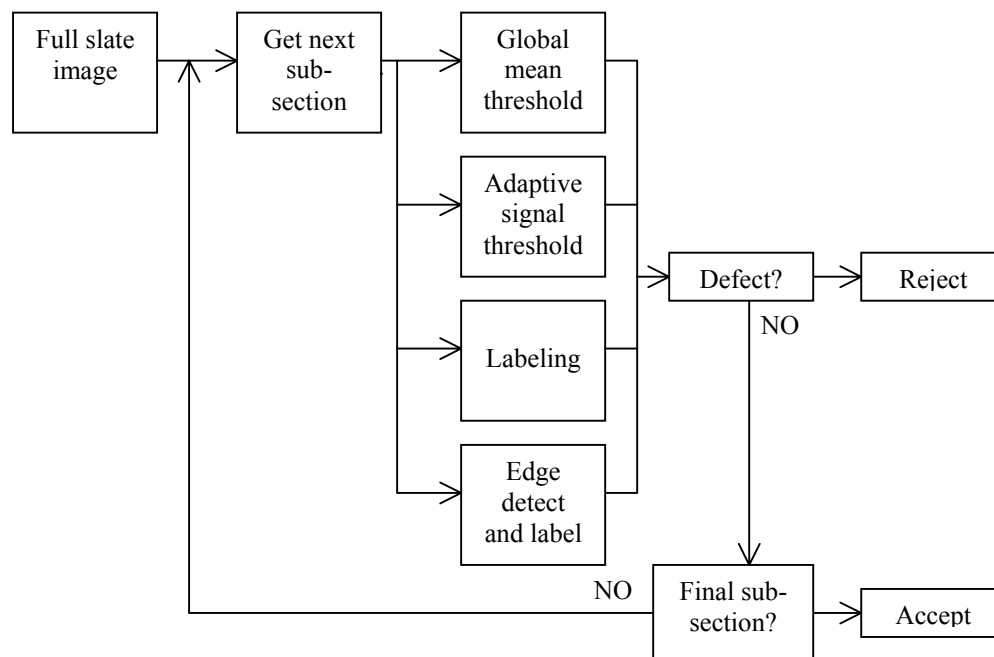 Full slate
image
Get next
sub-
section
Global
mean
threshold
Adaptive
signal
threshold
Labeling
Edge
detect
and label
Defect?
Reject
NO
Final sub-
section?
Accept
NO